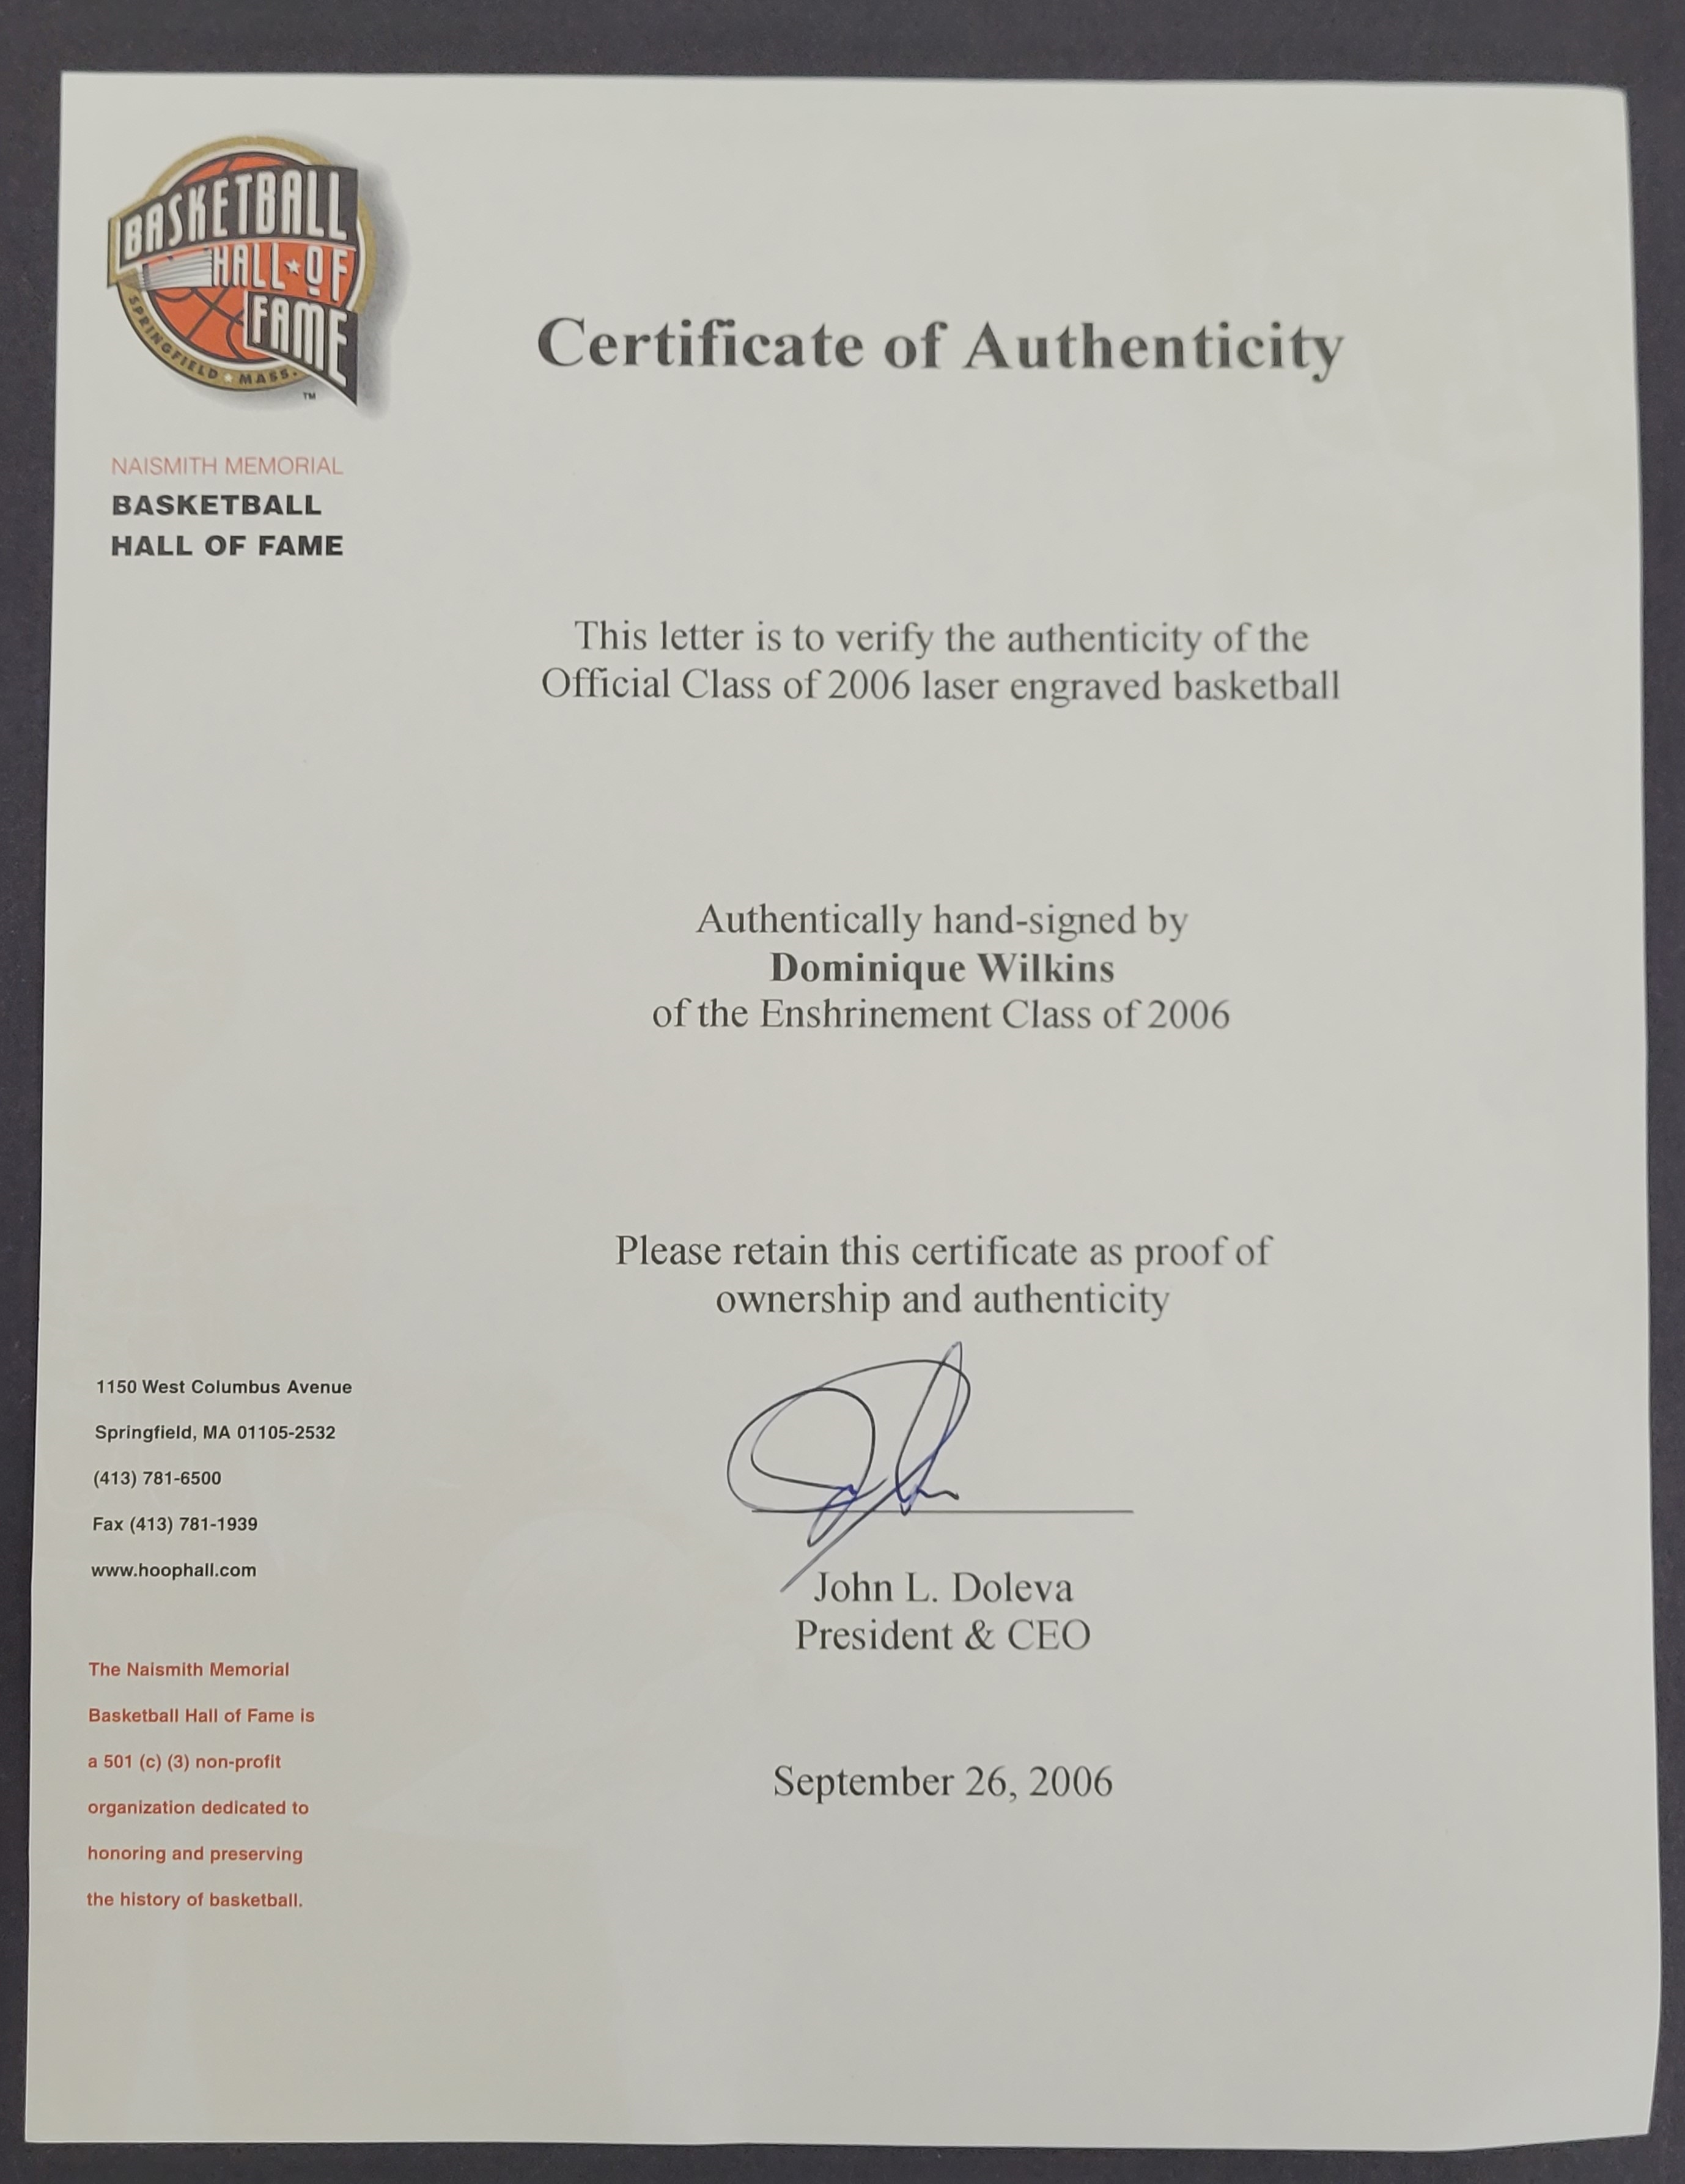 BASKETBALL
HALL★OF
FAME
SPRINGFIELD ★ MASS.
TM
NAISMITH MEMORIAL
BASKETBALL
HALL OF FAME
Certificate of Authenticity
This letter is to verify the authenticity of the
Official Class of 2006 laser engraved basketball
Authentically hand-signed by
Dominique Wilkins
of the Enshrinement Class of 2006
Please retain this certificate as proof of
ownership and authenticity
John L. Doleva
President & CEO
September 26, 2006
1150 West Columbus Avenue
Springfield, MA 01105-2532
(413) 781-6500
Fax (413) 781-1939
www.hoophall.com
The Naismith Memorial
Basketball Hall of Fame is
a 501 (c) (3) non-profit
organization dedicated to
honoring and preserving
the history of basketball.